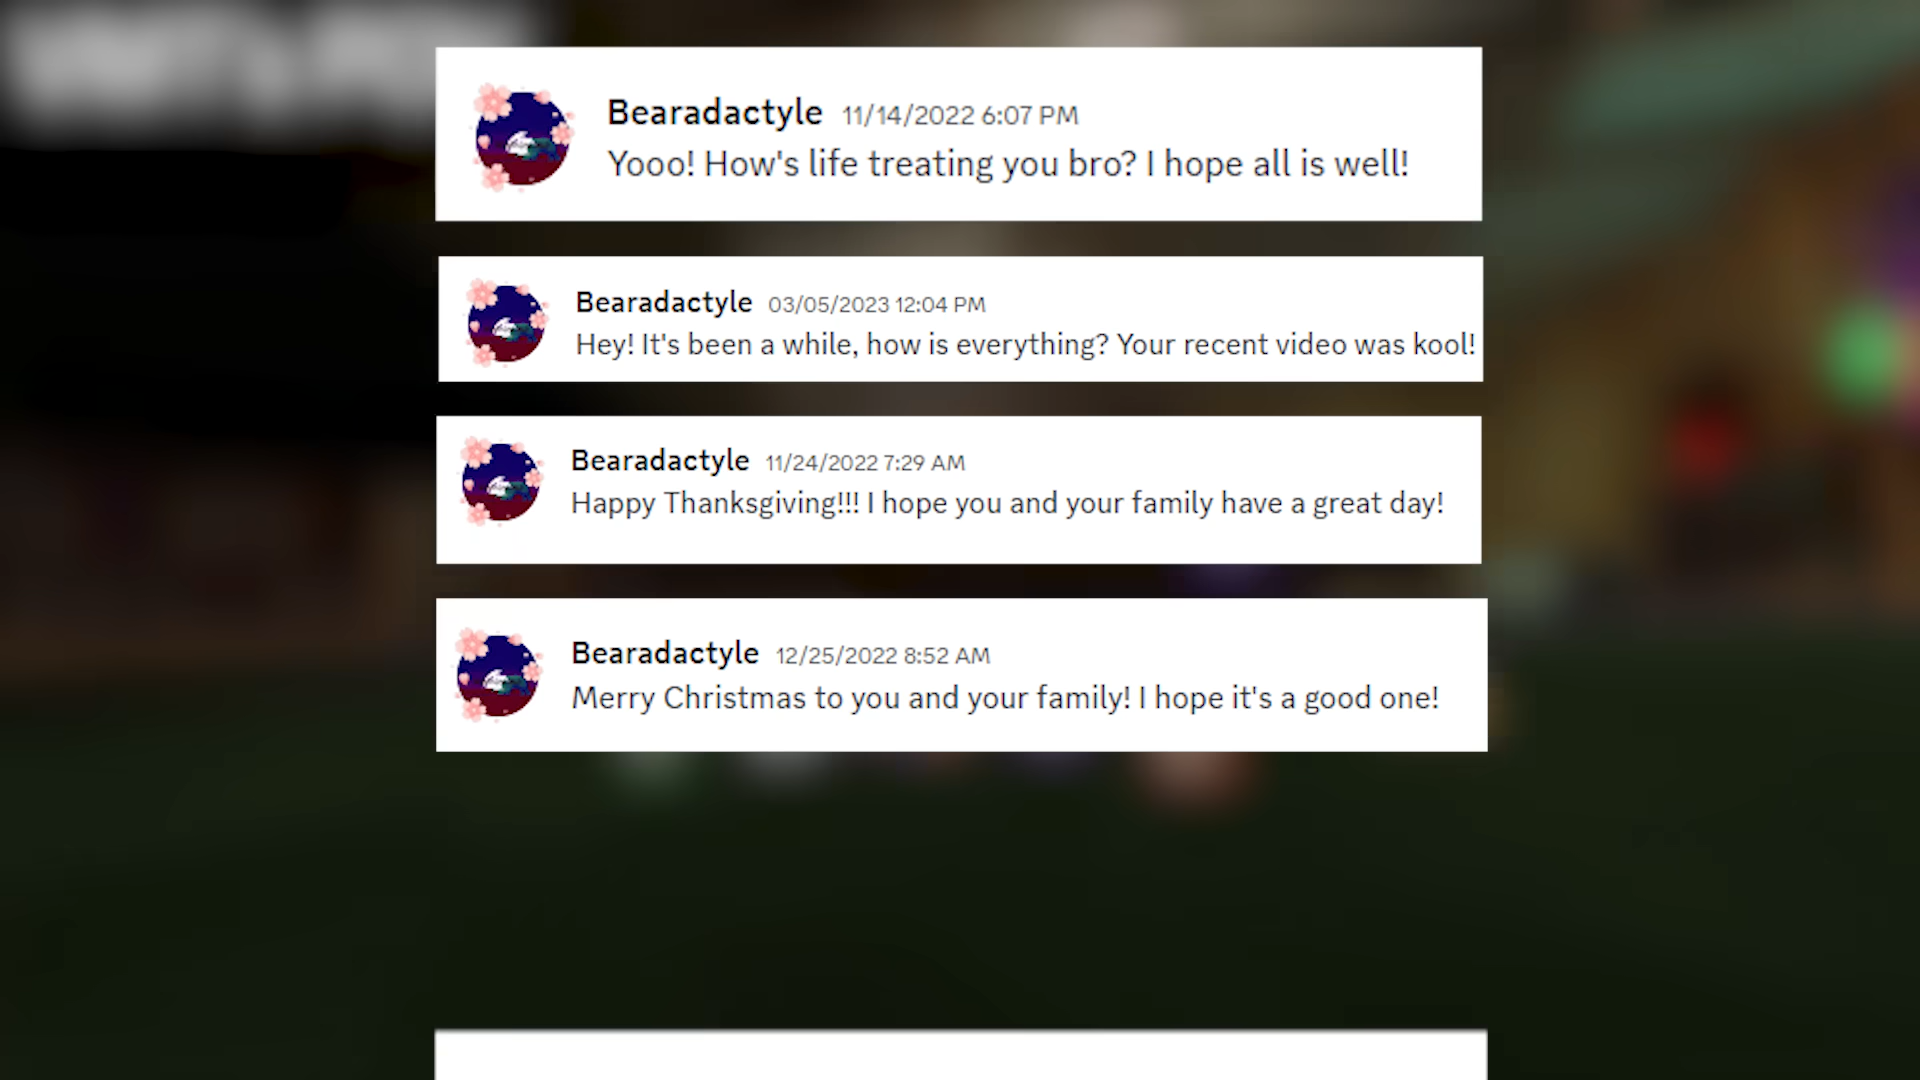 Bearadactyle 11/14/2022 6:07 PM
Yooo! How's life treating you bro? I hope all is well!
Bearadactyle 03/05/2023 12:04 PM
Hey! It's been a while, how is everything? Your recent video was kool!
Bearadactyle 11/24/2022 7:29 AM
Happy Thanksgiving!!! I hope you and your family have a great day!
Bearadactyle 12/25/2022 8:52 AM
Merry Christmas to you and your family! I hope it's a good one!